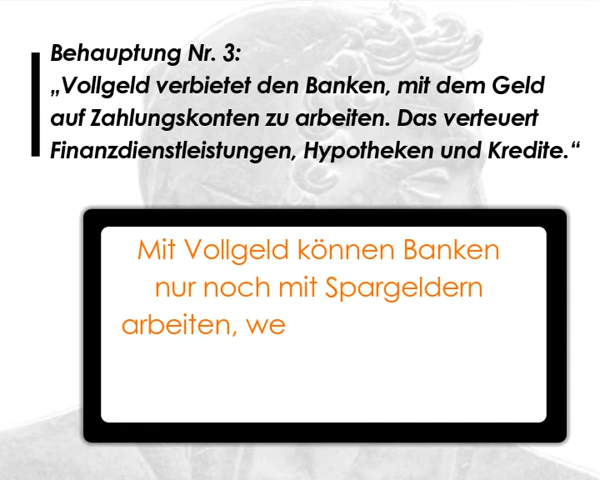 Behauptung Nr. 3:
„Vollgeld verbietet den Banken, mit dem Geld
auf Zahlungskonten zu arbeiten. Das verteuert
Finanzdienstleistungen, Hypotheken und Kredite.“
Mit Vollgeld können Banken
nur noch mit Spargeldern
arbeiten, we